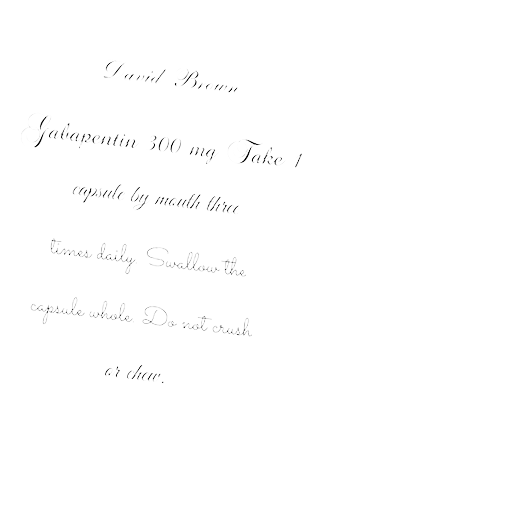 David Brown
Gabapentin 300 mg Take 1
capsule by mouth three
times daily Swallow the
capsule whole. Do not crush
or chew.